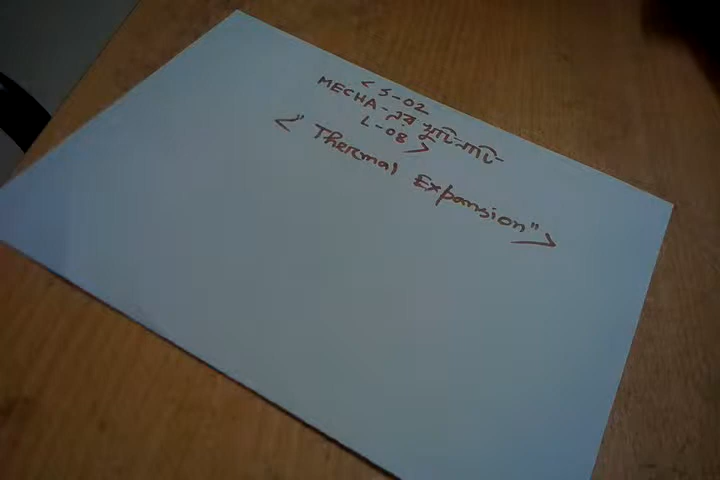 < S-02
MECHA-
L-08 >
<" Thermal Expansion" >